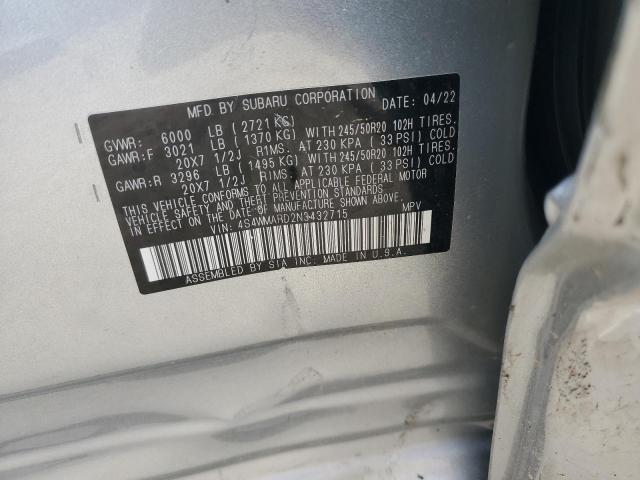 MFD BY SUBARU CORPORATION DATE: 04/22
GVWR: 6000 LB (2721 KG)
GAWR:F 3021 LB (1370 KG) WITH 245/50R20 102H TIRES.
20X7 1/2J RIMS. AT 230 KPA (33 PSI) COLD
GAWR:R 3296 LB (1495 KG) WITH 245/50R20 102H TIRES.
20X7 1/2J RIMS. AT 230 KPA (33 PSI) COLD
THIS VEHICLE CONFORMS TO ALL APPLICABLE FEDERAL MOTOR
VEHICLE SAFETY AND THEFT PREVENTION STANDARDS
IN EFFECT ON THE DATE OF MANUFACTURE SHOWN ABOVE.
VIN: 4S4WMARD2N3432715 MPV
ASSEMBLED BY SIA INC. MADE IN U.S.A.